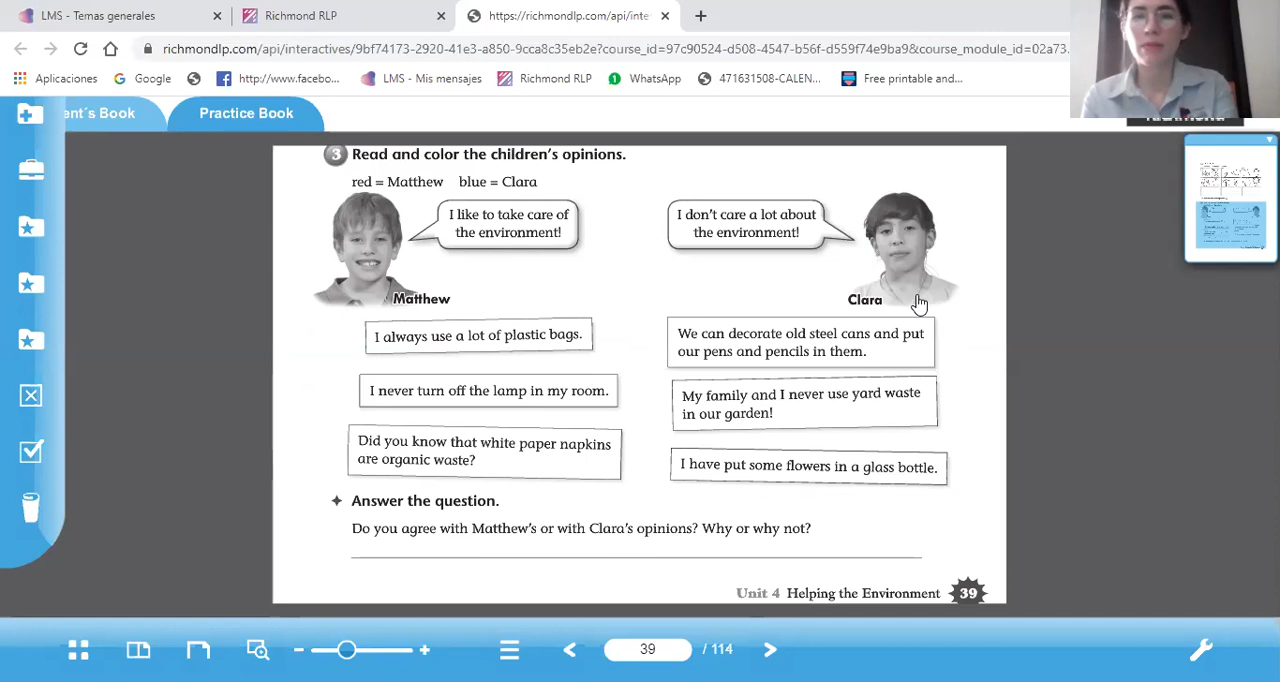 LMS - Temas generales
Richmond RLP
https://richmondlp.com/api/inte
richmondlp.com/api/interactives/9bf74173-2920-41e3-a850-9cca8c35eb2e?course_id=97c90524-d508-4547-b56f-d559f74e9ba9&course_module_id=02a73.
Aplicaciones
Google
http://www.facebo...
LMS - Mis mensajes
Richmond RLP
WhatsApp
171631508-CALEN...
Free printable and...
ent´s Book
Practice Book
3 Read and color the children's opinions.
red = Matthew blue = Clara
I like to take care of
the environment!
I don't care a lot about
the environment!
Matthew
Clara
I always use a lot of plastic bags.
We can decorate old steel cans and put
our pens and pencils in them.
I never turn off the lamp in my room.
My family and I never use yard waste
in our garden!
Did you know that white paper napkins
are organic waste?
I have put some flowers in a glass bottle.
Answer the question.
Do you agree with Matthew's or with Clara's opinions? Why or why not?
Unit 4 Helping the Environment 39
39 / 114